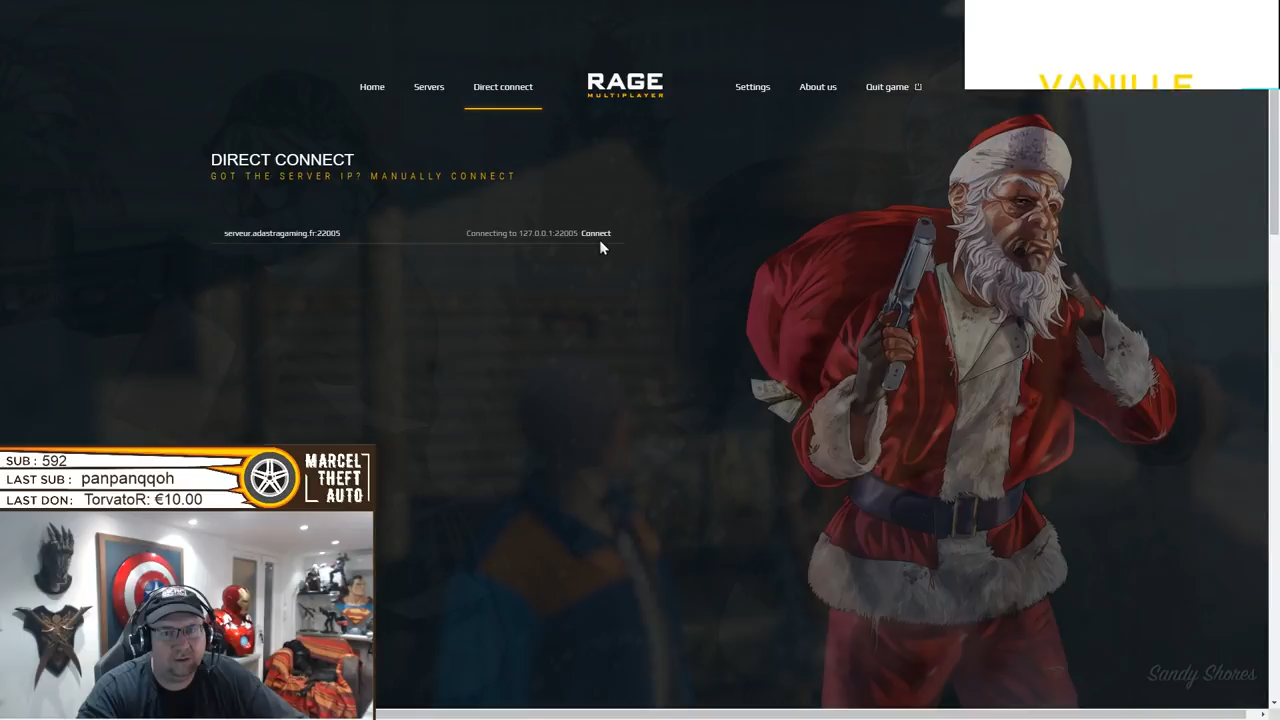 VANILLE
Home Servers Direct connect RAGE Settings About us Quit game
MULTIPLAYER
DIRECT CONNECT
GOT THE SERVER IP? MANUALLY CONNECT
serveur.adastragaming.fr:22005 Connecting to 127.0.0.1:22005 Connect
SUB : 592
LAST SUB : panpanqqoh
LAST DON: TorvatoR: €10.00
MARCEL
THEFT
AUTO
Sandy Shores